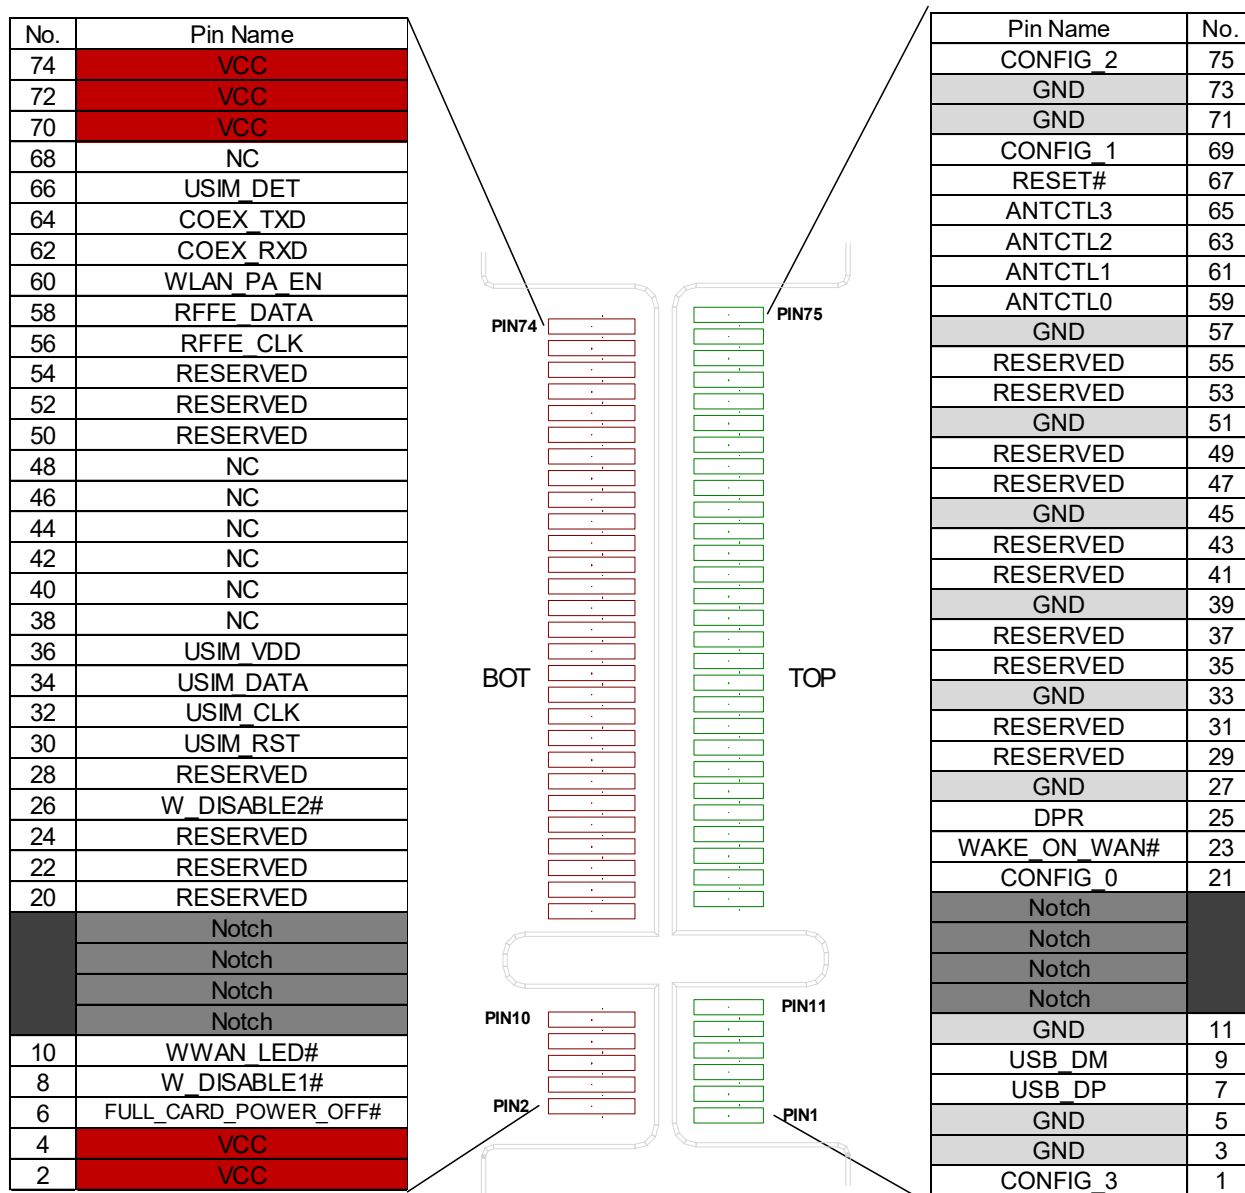 No. Pin Name
74 VCC
72 VCC
70 VCC
68 NC
66 USIM_DET
64 COEX_TXD
62 COEX_RXD
60 WLAN_PA_EN
58 RFFE_DATA
56 RFFE_CLK
54 RESERVED
52 RESERVED
50 RESERVED
48 NC
46 NC
44 NC
42 NC
40 NC
38 NC
36 USIM_VDD
34 USIM_DATA
32 USIM_CLK
30 USIM_RST
28 RESERVED
26 W_DISABLE2#
24 RESERVED
22 RESERVED
20 RESERVED
Notch
Notch
Notch
Notch
10 WWAN_LED#
8 W_DISABLE1#
6 FULL_CARD_POWER_OFF#
4 VCC
2 VCC
PIN74
PIN75
BOT
TOP
PIN10
PIN11
PIN2
PIN1
Pin Name No.
CONFIG_2 75
GND 73
GND 71
CONFIG_1 69
RESET# 67
ANTCTL3 65
ANTCTL2 63
ANTCTL1 61
ANTCTL0 59
GND 57
RESERVED 55
RESERVED 53
GND 51
RESERVED 49
RESERVED 47
GND 45
RESERVED 43
RESERVED 41
GND 39
RESERVED 37
RESERVED 35
GND 33
RESERVED 31
RESERVED 29
GND 27
DPR 25
WAKE_ON_WAN# 23
CONFIG_0 21
Notch
Notch
Notch
Notch
GND 11
USB_DM 9
USB_DP 7
GND 5
GND 3
CONFIG_3 1